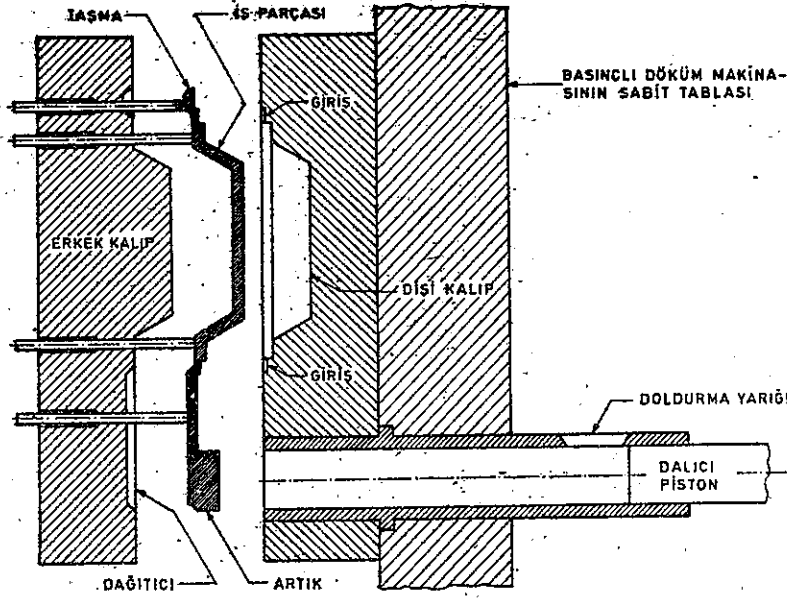 TAŞMA
İŞ PARÇASI
BASINÇLI DÖKÜM MAKİNA-
SININ SABİT TABLASI
GİRİŞ
ERKEK KALIP
DİŞİ KALIP
GİRİŞ
DOLDURMA YARIĞI
DALICI
PİSTON
DAĞITICI
ARTIK